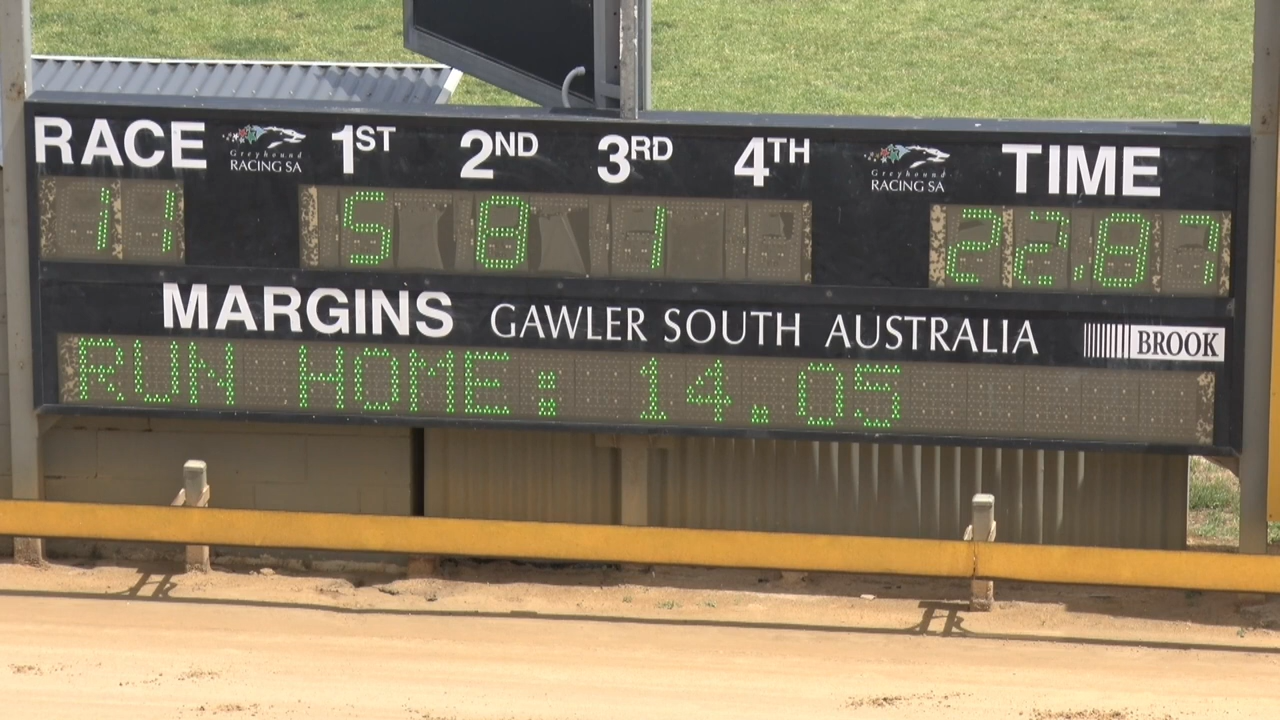 RACE Greyhound RACING SA 1ST 2ND 3RD 4TH Greyhound RACING SA TIME
11 5 8 1 22.87
MARGINS GAWLER SOUTH AUSTRALIA BROOK
RUN HOME: 14.05